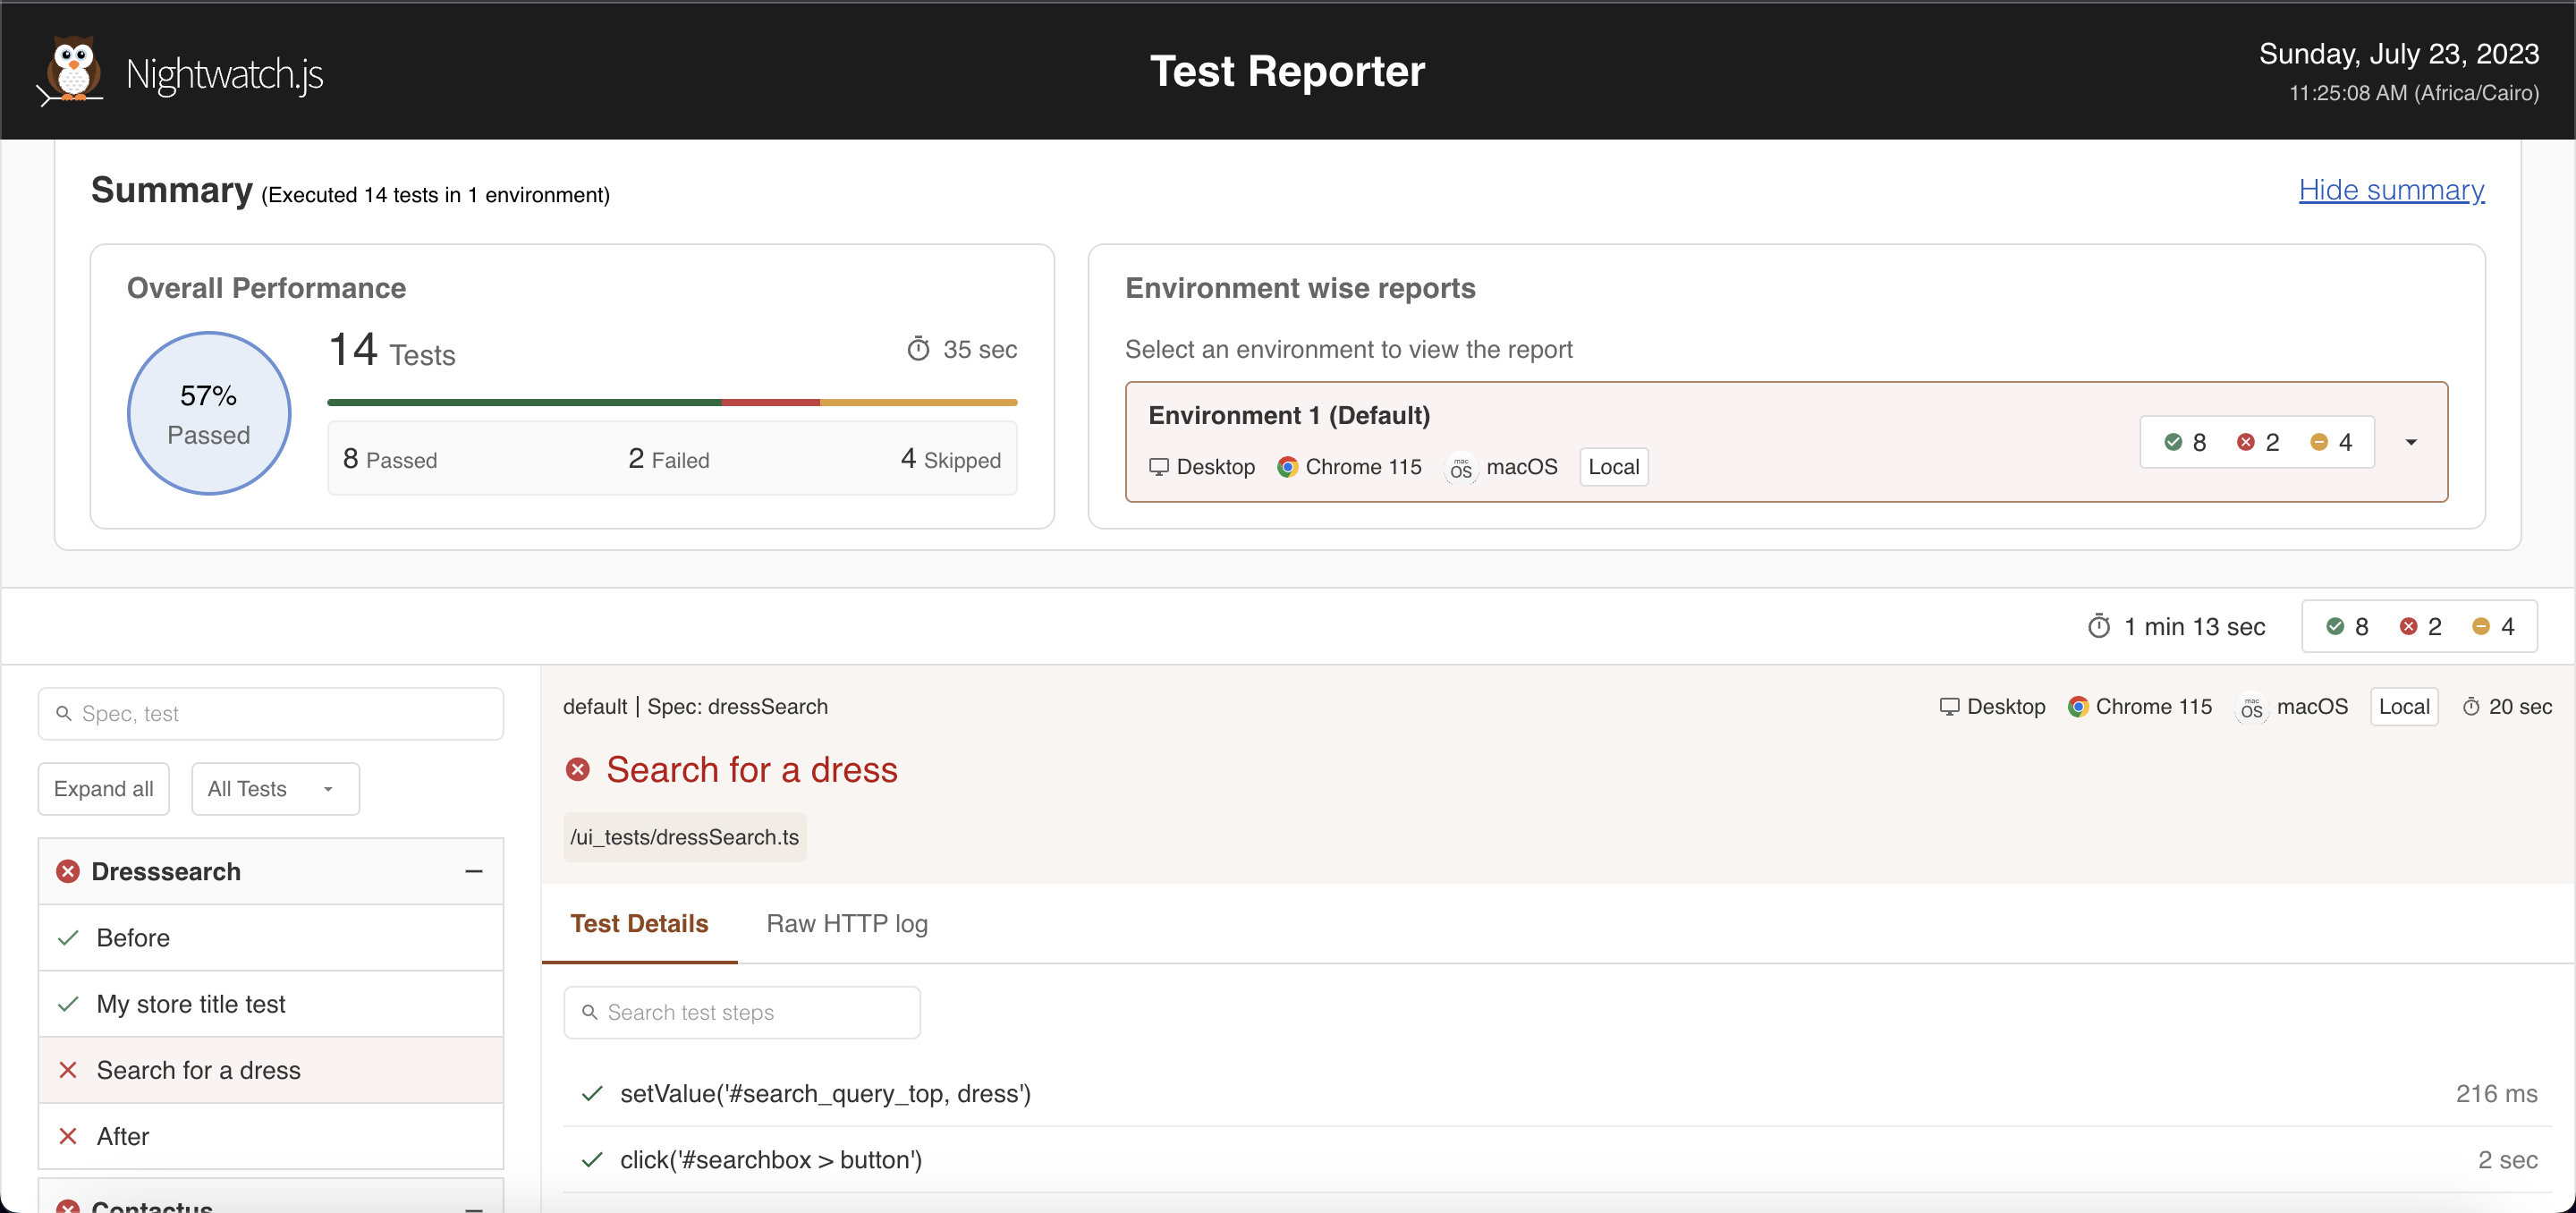 Nightwatch.js
Test Reporter
Sunday, July 23, 2023
11:25:08 AM (Africa/Cairo)
Summary (Executed 14 tests in 1 environment)
Hide summary
Overall Performance
57%
Passed
14 Tests
35 sec
8 Passed
2 Failed
4 Skipped
Environment wise reports
Select an environment to view the report
Environment 1 (Default)
Desktop
Chrome 115
mac OS
macOS
Local
8
2
4
1 min 13 sec
8
2
4
Spec, test
Expand all
All Tests
Dresssearch
Before
My store title test
Search for a dress
After
Contactus
default | Spec: dressSearch
Desktop
Chrome 115
mac OS
macOS
Local
20 sec
Search for a dress
/ui_tests/dressSearch.ts
Test Details
Raw HTTP log
Search test steps
setValue('#search_query_top, dress')
216 ms
click('#searchbox > button')
2 sec